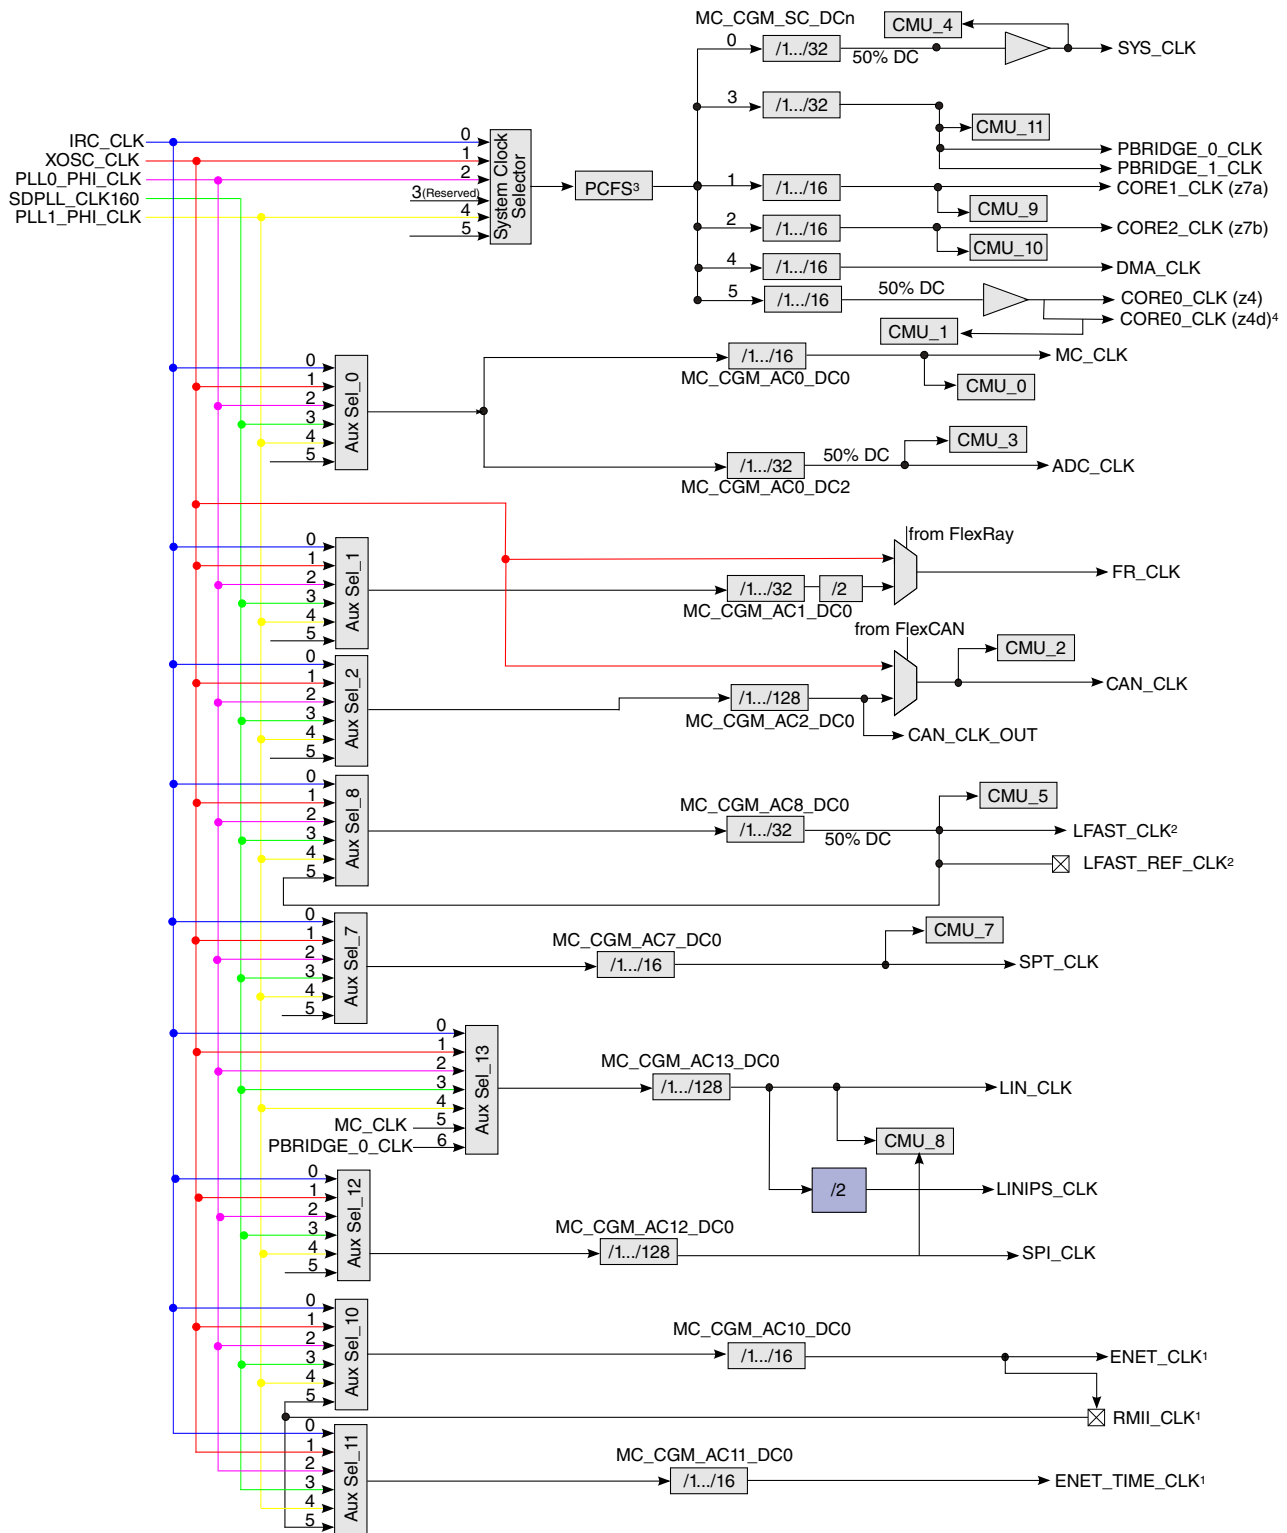 MC_CGM_SC_DCn
CMU_4
0
/1.../32
50% DC
SYS_CLK
3
/1.../32
CMU_11
PBRIDGE_0_CLK
PBRIDGE_1_CLK
IRC_CLK
XOSC_CLK
PLL0_PHI_CLK
SDPLL_CLK160
PLL1_PHI_CLK
0
1
2
3(Reserved)
4
5
System Clock
Selector
PCFS3
1
/1.../16
CORE1_CLK (z7a)
CMU_9
2
/1.../16
CORE2_CLK (z7b)
CMU_10
4
/1.../16
DMA_CLK
5
/1.../16
50% DC
CORE0_CLK (z4)
CORE0_CLK (z4d)4
CMU_1
0
1
2
3
4
5
Aux Sel_0
/1.../16
MC_CGM_AC0_DC0
MC_CLK
CMU_0
CMU_3
/1.../32
50% DC
MC_CGM_AC0_DC2
ADC_CLK
0
1
2
3
4
5
Aux Sel_1
from FlexRay
/1.../32
/2
MC_CGM_AC1_DC0
FR_CLK
0
1
2
3
4
5
Aux Sel_2
from FlexCAN
CMU_2
/1.../128
MC_CGM_AC2_DC0
CAN_CLK
CAN_CLK_OUT
0
1
2
3
4
5
Aux Sel_8
MC_CGM_AC8_DC0
/1.../32
50% DC
CMU_5
LFAST_CLK2
LFAST_REF_CLK2
0
1
2
3
4
5
Aux Sel_7
MC_CGM_AC7_DC0
/1.../16
CMU_7
SPT_CLK
0
1
2
3
4
MC_CLK 5
PBRIDGE_0_CLK 6
Aux Sel_13
MC_CGM_AC13_DC0
/1.../128
LIN_CLK
CMU_8
/2
LINIPS_CLK
0
1
2
3
4
5
Aux Sel_12
MC_CGM_AC12_DC0
/1.../128
SPI_CLK
0
1
2
3
4
5
Aux Sel_10
MC_CGM_AC10_DC0
/1.../16
ENET_CLK1
RMII_CLK1
0
1
2
3
4
5
Aux Sel_11
MC_CGM_AC11_DC0
/1.../16
ENET_TIME_CLK1